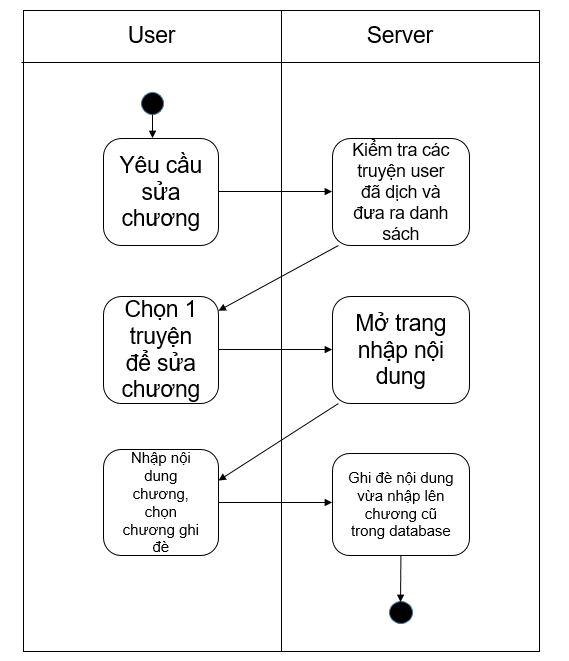 User
Server
Yêu cầu
sửa
chương
Kiểm tra các
truyện user
đã dịch và
đưa ra danh
sách
Chọn 1
truyện
để sửa
chương
Mở trang
nhập nội
dung
Nhập nội
dung
chương,
chọn
chương ghi
đè
Ghi đè nội dung
vừa nhập lên
chương cũ
trong database